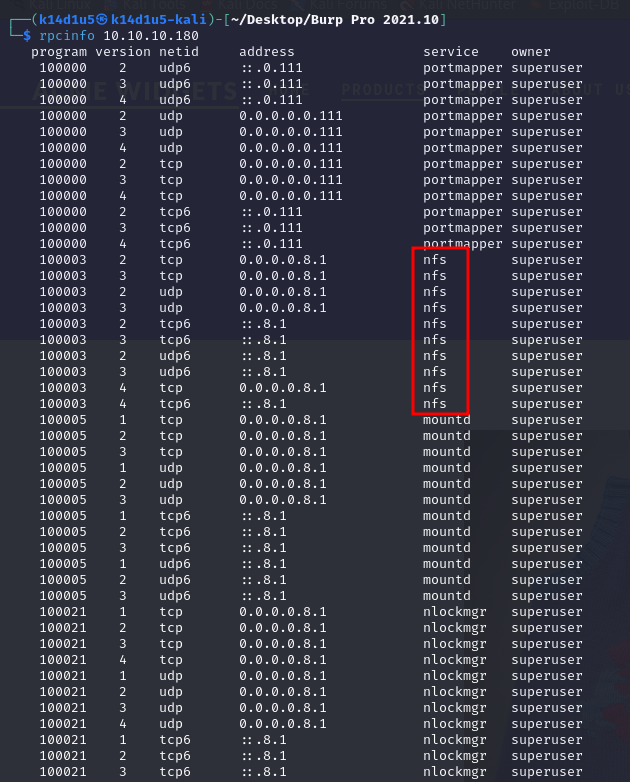 (k14d1u5㉿k14d1u5-kali)-[~/Desktop/Burp Pro 2021.10]
$ rpcinfo 10.10.10.180
program version netid address service owner
100000 2 udp6 ::.0.111 portmapper superuser
100000 3 udp6 ::.0.111 portmapper superuser
100000 4 udp6 ::.0.111 portmapper superuser
100000 2 udp 0.0.0.0.0.111 portmapper superuser
100000 3 udp 0.0.0.0.0.111 portmapper superuser
100000 4 udp 0.0.0.0.0.111 portmapper superuser
100000 2 tcp 0.0.0.0.0.111 portmapper superuser
100000 3 tcp 0.0.0.0.0.111 portmapper superuser
100000 4 tcp 0.0.0.0.0.111 portmapper superuser
100000 2 tcp6 ::.0.111 portmapper superuser
100000 3 tcp6 ::.0.111 portmapper superuser
100000 4 tcp6 ::.0.111 portmapper superuser
100003 2 tcp 0.0.0.0.8.1 nfs superuser
100003 3 tcp 0.0.0.0.8.1 nfs superuser
100003 2 udp 0.0.0.0.8.1 nfs superuser
100003 3 udp 0.0.0.0.8.1 nfs superuser
100003 2 tcp6 ::.8.1 nfs superuser
100003 3 tcp6 ::.8.1 nfs superuser
100003 2 udp6 ::.8.1 nfs superuser
100003 3 udp6 ::.8.1 nfs superuser
100003 4 tcp 0.0.0.0.8.1 nfs superuser
100003 4 tcp6 ::.8.1 nfs superuser
100005 1 tcp 0.0.0.0.8.1 mountd superuser
100005 2 tcp 0.0.0.0.8.1 mountd superuser
100005 3 tcp 0.0.0.0.8.1 mountd superuser
100005 1 udp 0.0.0.0.8.1 mountd superuser
100005 2 udp 0.0.0.0.8.1 mountd superuser
100005 3 udp 0.0.0.0.8.1 mountd superuser
100005 1 tcp6 ::.8.1 mountd superuser
100005 2 tcp6 ::.8.1 mountd superuser
100005 3 tcp6 ::.8.1 mountd superuser
100005 1 udp6 ::.8.1 mountd superuser
100005 2 udp6 ::.8.1 mountd superuser
100005 3 udp6 ::.8.1 mountd superuser
100021 1 tcp 0.0.0.0.8.1 nlockmgr superuser
100021 2 tcp 0.0.0.0.8.1 nlockmgr superuser
100021 3 tcp 0.0.0.0.8.1 nlockmgr superuser
100021 4 tcp 0.0.0.0.8.1 nlockmgr superuser
100021 1 udp 0.0.0.0.8.1 nlockmgr superuser
100021 2 udp 0.0.0.0.8.1 nlockmgr superuser
100021 3 udp 0.0.0.0.8.1 nlockmgr superuser
100021 4 udp 0.0.0.0.8.1 nlockmgr superuser
100021 1 tcp6 ::.8.1 nlockmgr superuser
100021 2 tcp6 ::.8.1 nlockmgr superuser
100021 3 tcp6 ::.8.1 nlockmgr superuser